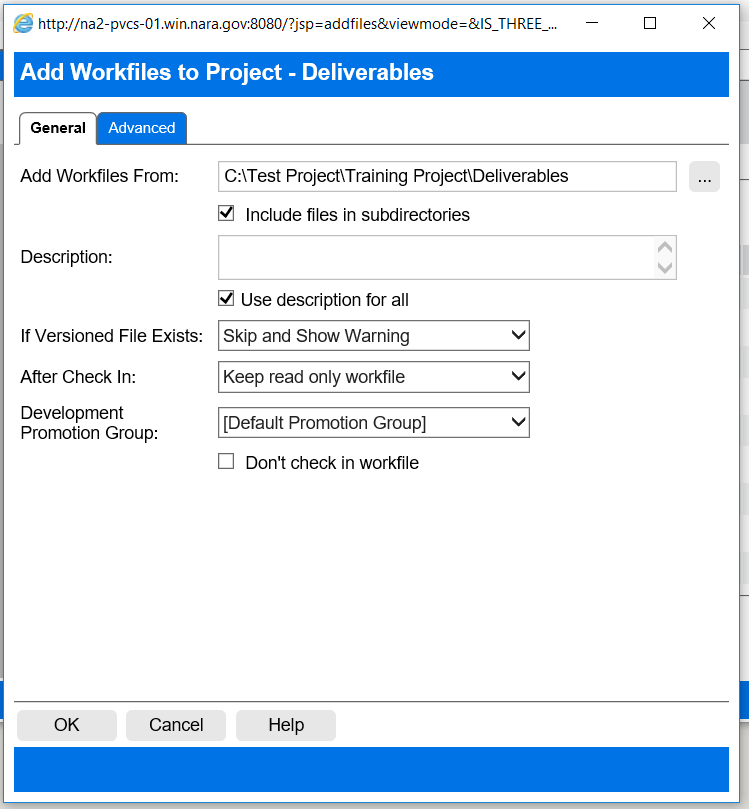 http://na2-pvcs-01.win.nara.gov:8080/?jsp=addfiles&viewmode=&IS_THREE_...
Add Workfiles to Project - Deliverables
General Advanced
Add Workfiles From: C:\Test Project\Training Project\Deliverables ...
Include files in subdirectories
Description:
Use description for all
If Versioned File Exists: Skip and Show Warning
After Check In: Keep read only workfile
Development
Promotion Group: [Default Promotion Group]
Don't check in workfile
OK Cancel Help